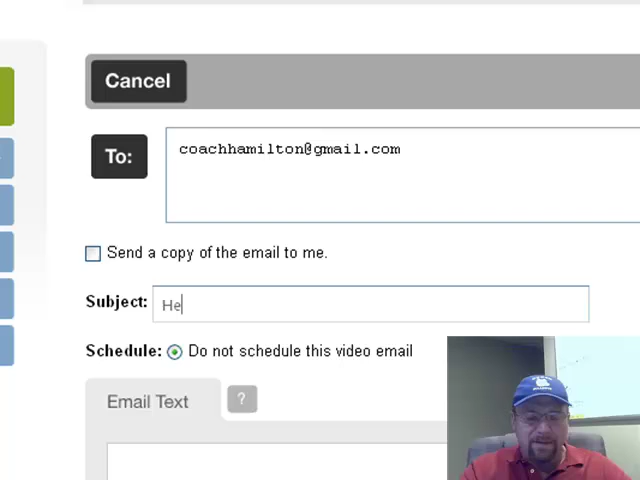 Cancel
To: coachhamilton@gmail.com
Send a copy of the email to me.
Subject: He
Schedule: Do not schedule this video email
Email Text ?